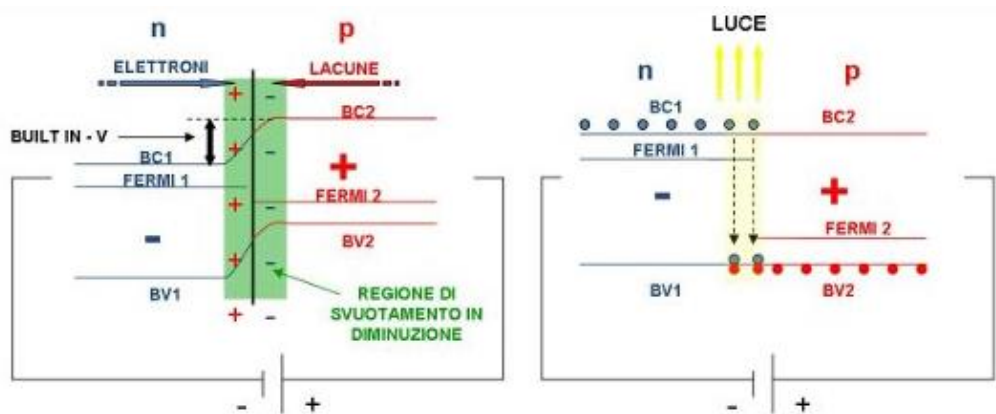 n p
ELETTRONI LACUNE
+ -
BC2
BUILT IN - V
+ -
BC1
+
FERMI 1
+ - FERMI 2
-
BV2
+ -
BV1
REGIONE DI
SVUOTAMENTO IN
DIMINUZIONE
+ -
- +
LUCE
n p
BC1 BC2
FERMI 1
- +
FERMI 2
BV1 BV2
- +